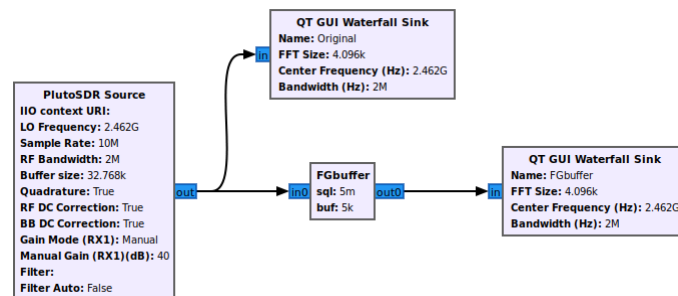 QT GUI Waterfall Sink
Name: Original
FFT Size: 4.096k
Center Frequency (Hz): 2.462G
Bandwidth (Hz): 2M
in
PlutoSDR Source
IIO context URI:
LO Frequency: 2.462G
Sample Rate: 10M
RF Bandwidth: 2M
Buffer size: 32.768k
Quadrature: True
RF DC Correction: True
BB DC Correction: True
Gain Mode (RX1): Manual
Manual Gain (RX1)(dB): 40
Filter:
Filter Auto: False
out
in0
FGbuffer
sql: 5m
buf: 5k
out0
in
QT GUI Waterfall Sink
Name: FGbuffer
FFT Size: 4.096k
Center Frequency (Hz): 2.462G
Bandwidth (Hz): 2M